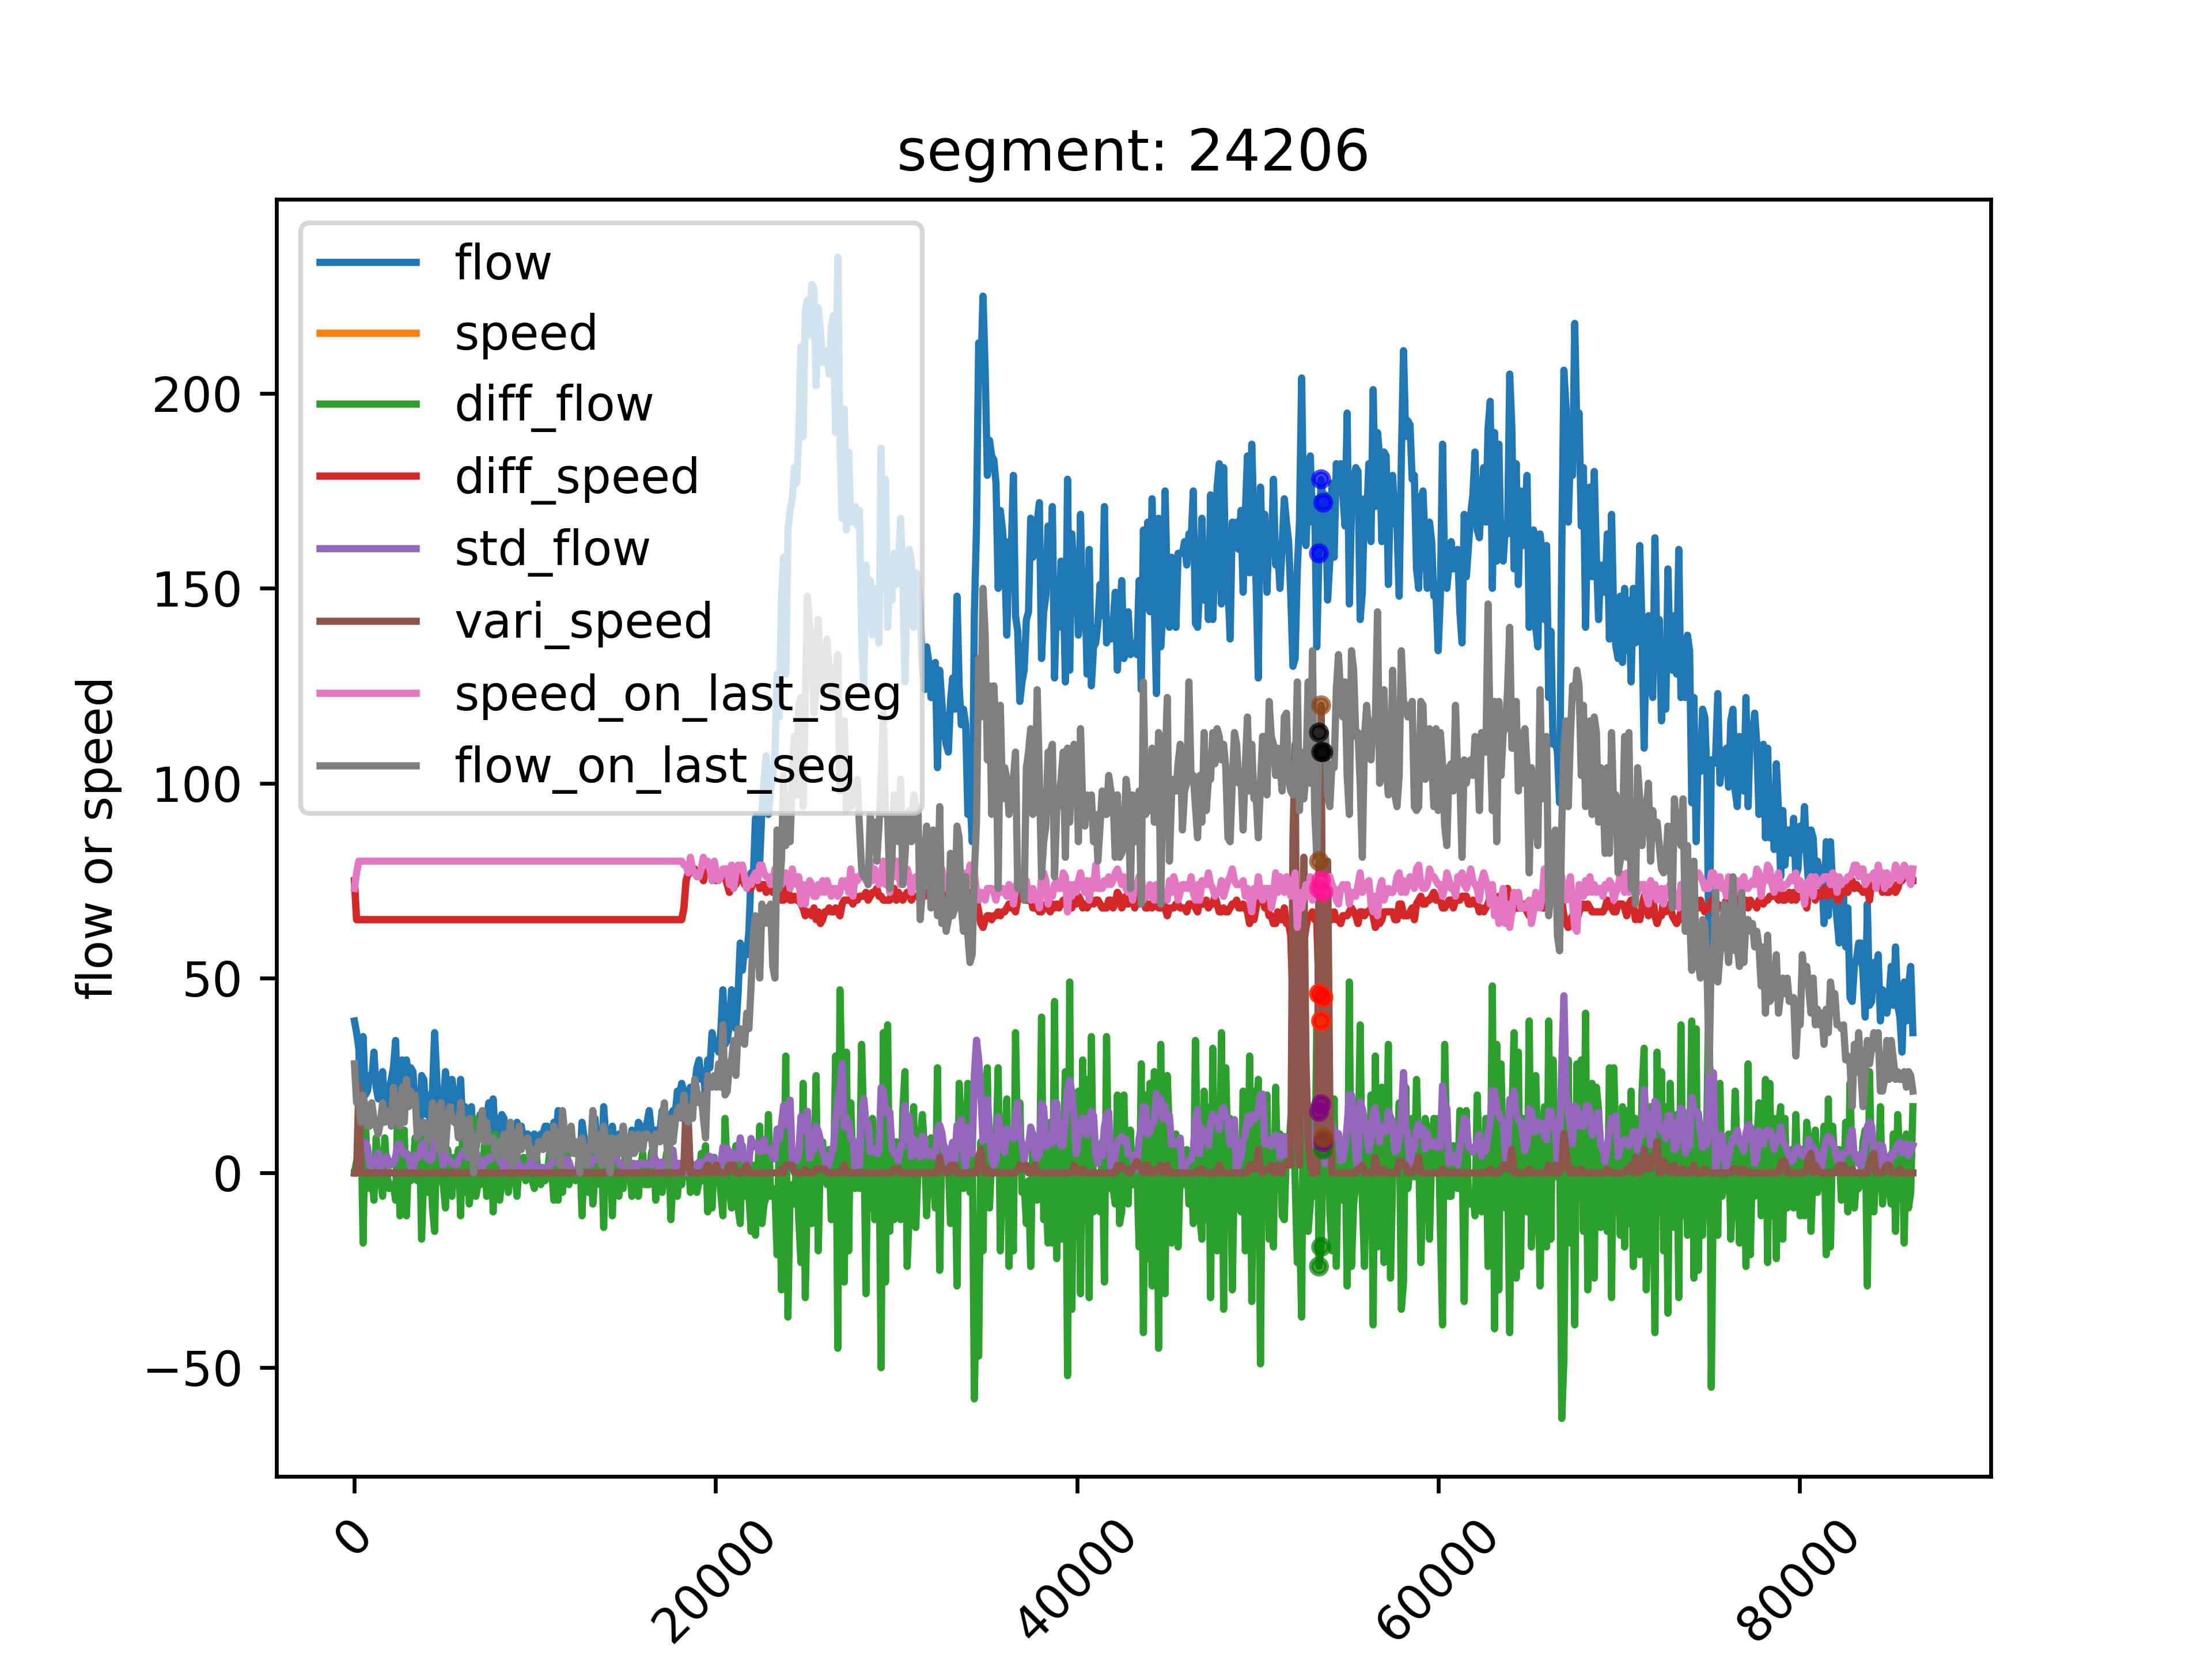 segment: 24206
flow
speed
diff_flow
diff_speed
std_flow
vari_speed
speed_on_last_seg
flow_on_last_seg
flow or speed
200
150
100
50
0
−50
0
20000
40000
60000
80000